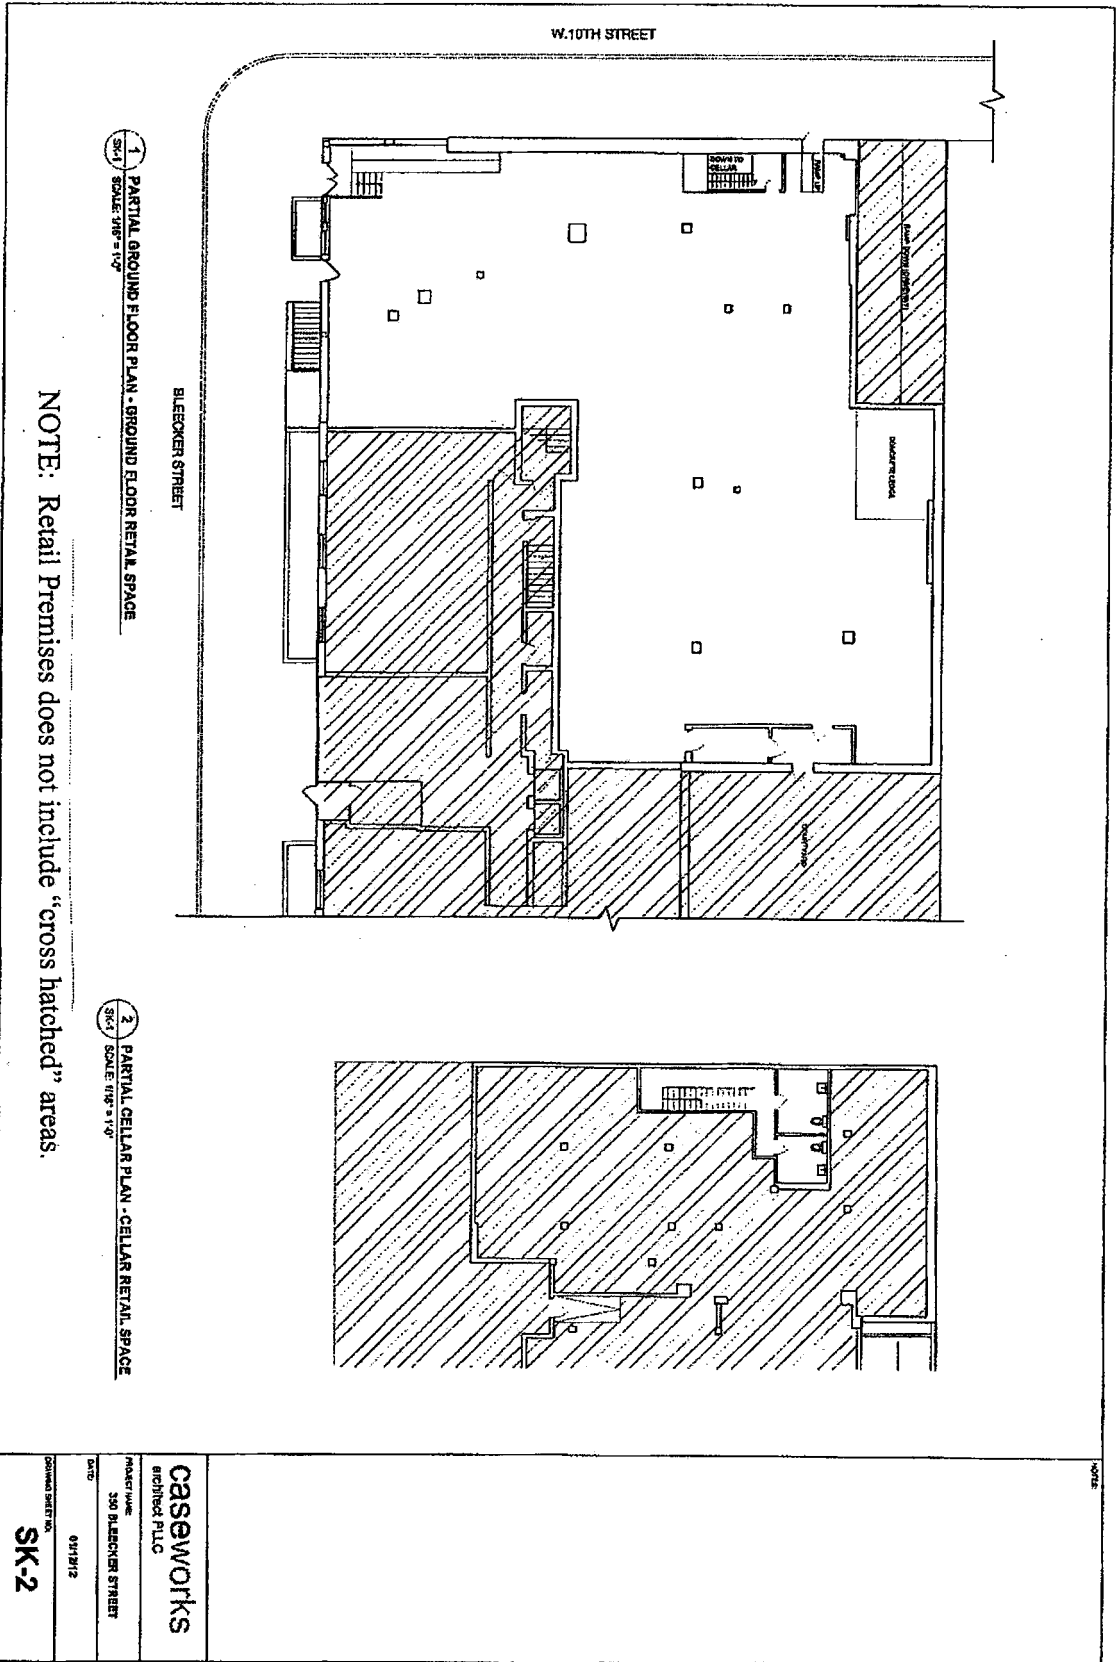 W.10TH STREET
DOWN TO
CELLAR
CONCRETE LEDGE
COURTYARD
BLEECKER STREET
1
SK-1
PARTIAL GROUND FLOOR PLAN - GROUND FLOOR RETAIL SPACE
SCALE: 1/16" = 1'-0"
2
SK-1
PARTIAL CELLAR PLAN - CELLAR RETAIL SPACE
SCALE: 1/16" = 1'-0"
NOTE: Retail Premises does not include “cross hatched” areas.
NOTES:
caseworks
architect PLLC
PROJECT NAME:
350 BLEECKER STREET
DATE:
DRAWING SHEET NO.
SK-2